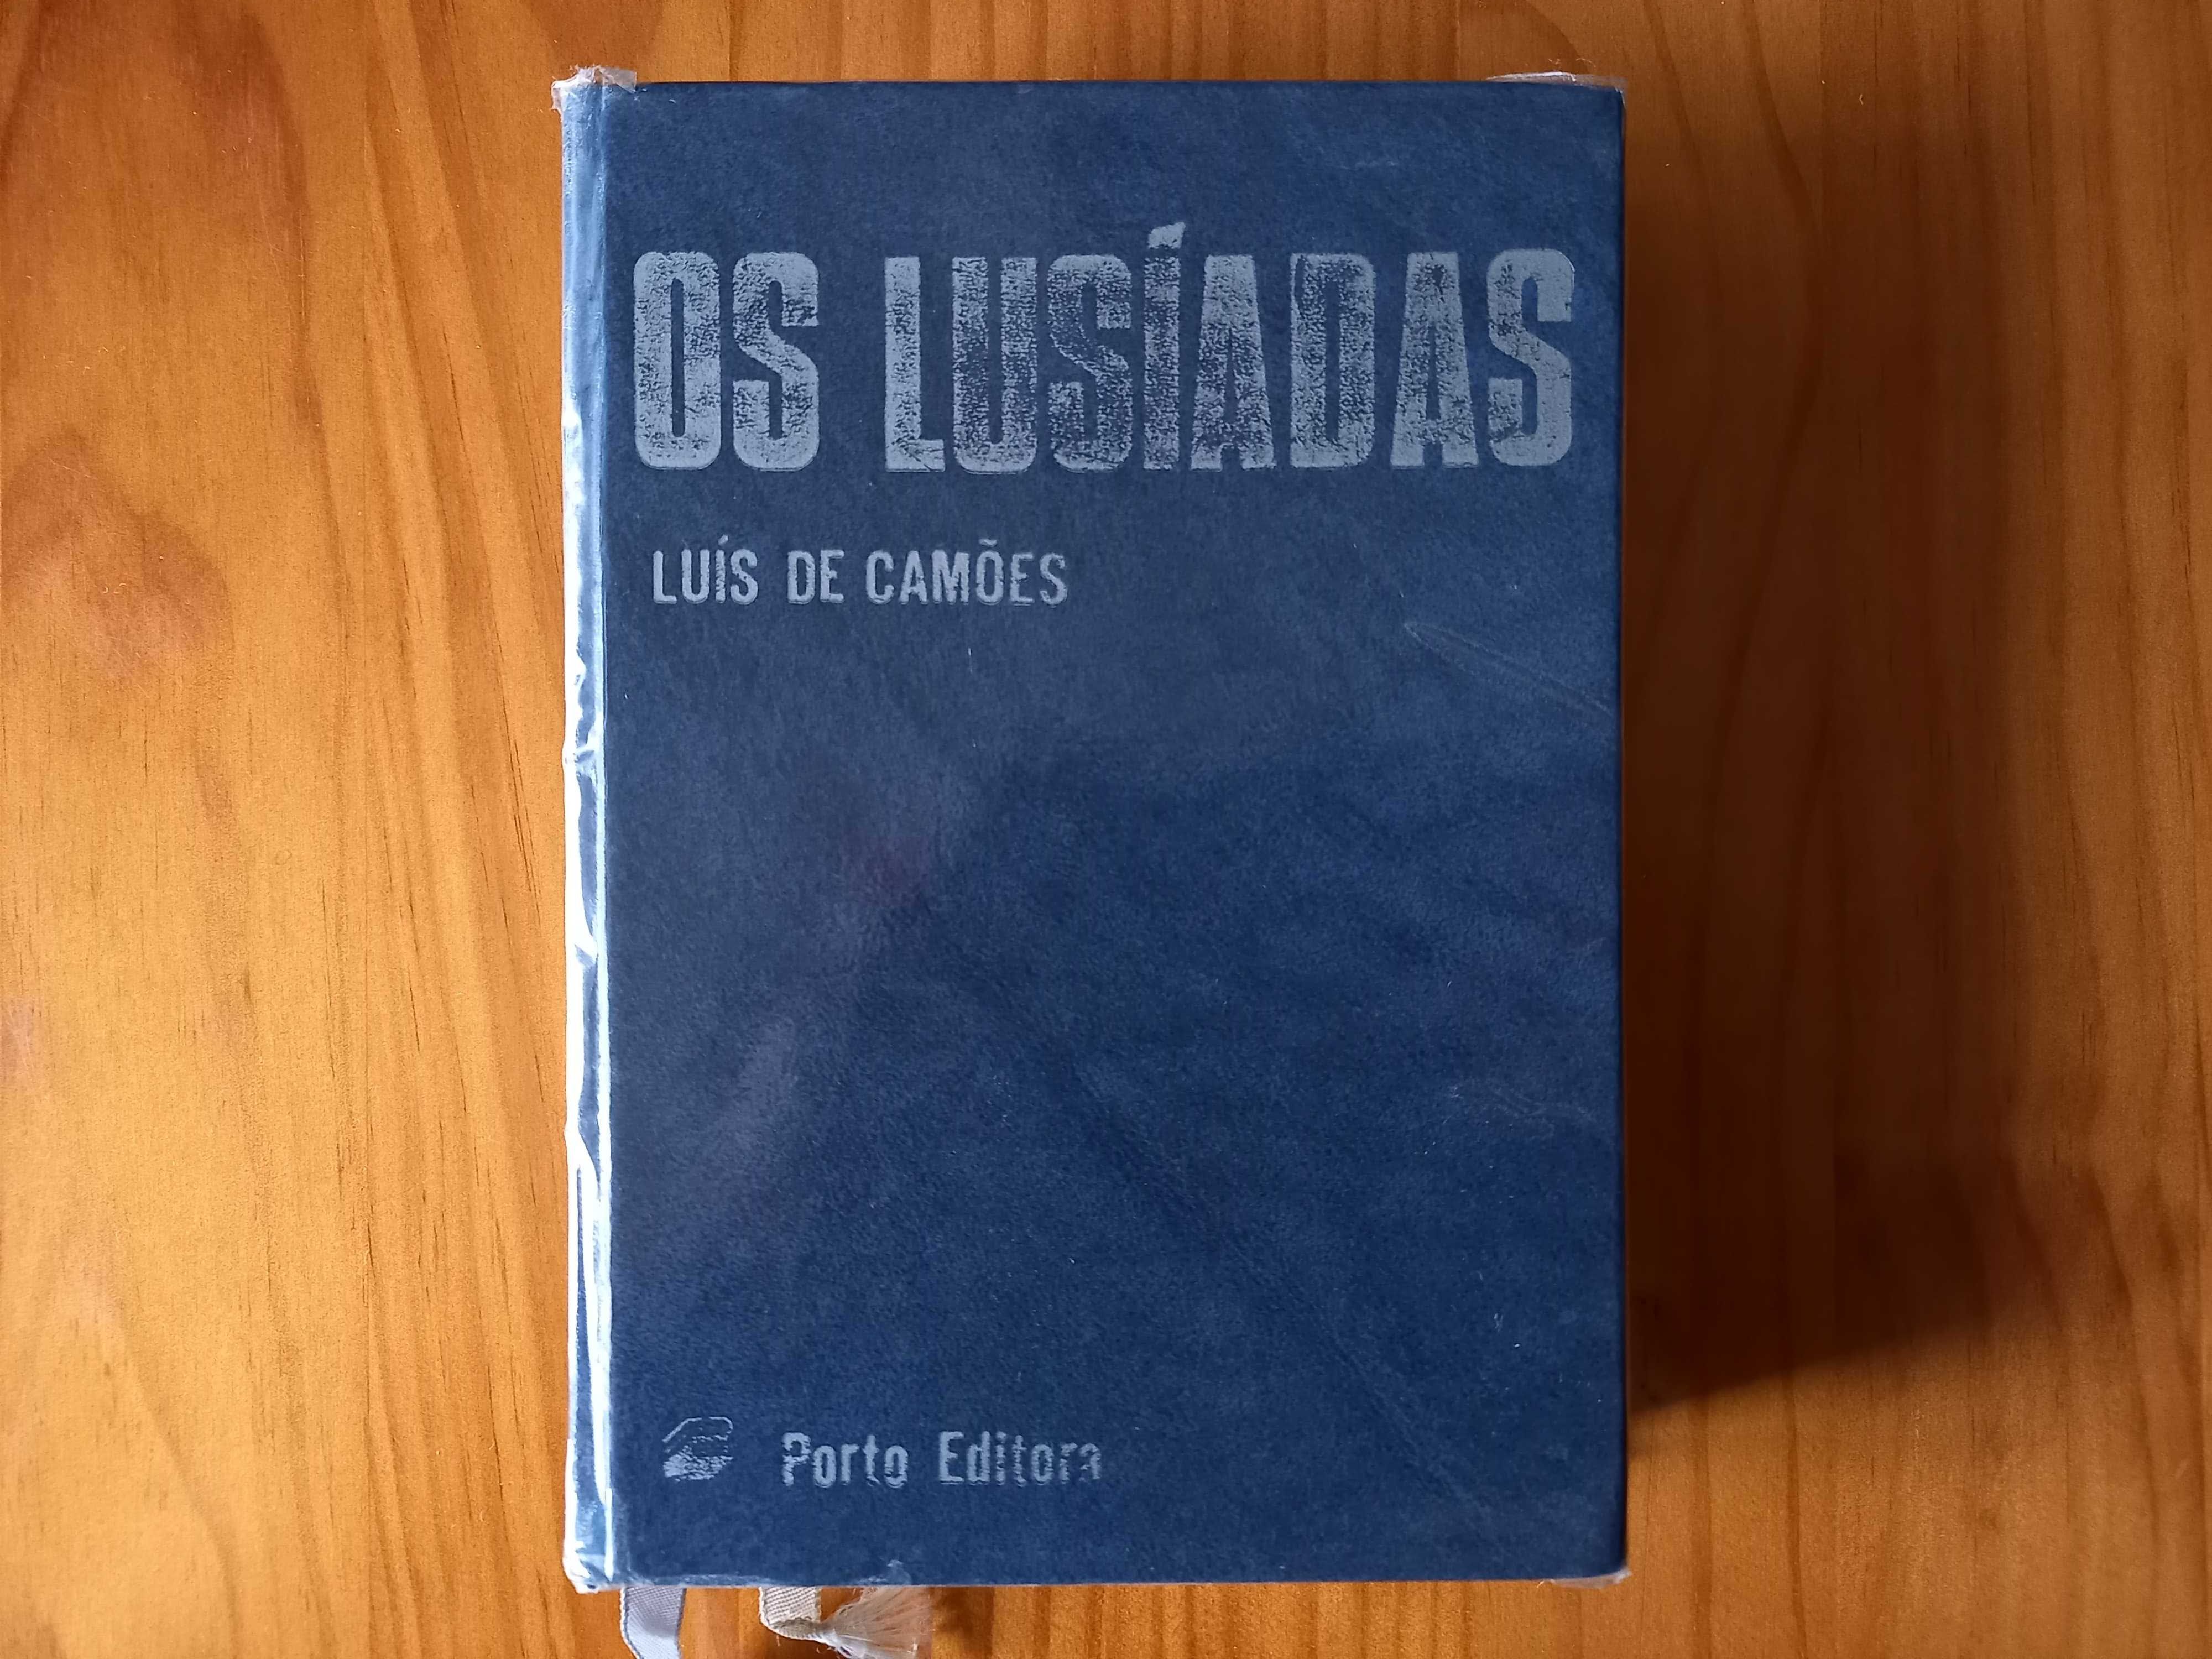 OS LUSÍADAS
LUÍS DE CAMÕES
Porto Editora